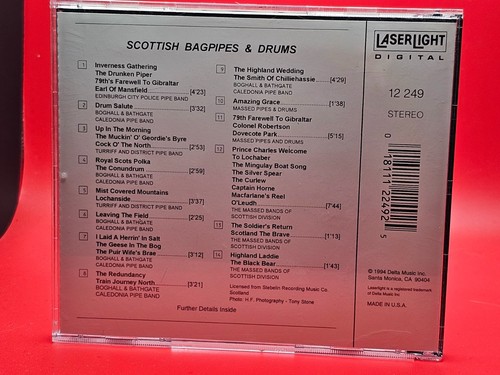 SCOTTISH BAGPIPES & DRUMS
1 Inverness Gathering
The Drunken Piper
79th's Farewell To Gibraltar
Earl Of Mansfield [4'23]
EDINBURGH CITY POLICE PIPE BAND
2 Drum Salute [3'32]
BOGHALL & BATHGATE
CALEDONIA PIPE BAND
3 Up In The Morning
The Muckin' O' Geordie's Byre
Cock O' The North [2'53]
TURRIFF AND DISTRICT PIPE BAND
4 Royal Scots Polka
The Conundrum [2'59]
BOGHALL & BATHGATE
CALEDONIA PIPE BAND
5 Mist Covered Mountains
Lochanside [3'37]
TURRIFF AND DISTRICT PIPE BAND
6 Leaving The Field [2'25]
BOGHALL & BATHGATE
CALEDONIA PIPE BAND
7 I Laid A Herrin' In Salt
The Geese In The Bog
The Puir Wife's Brae [3'12]
BOGHALL & BATHGATE
CALEDONIA PIPE BAND
8 The Redundancy
Train Journey North [3'21]
BOGHALL & BATHGATE
CALEDONIA PIPE BAND
9 The Highland Wedding
The Smith Of Chilliehassie [4'29]
BOGHALL & BATHGATE
CALEDONIA PIPE BAND
10 Amazing Grace [1'38]
MASSED PIPES & DRUMS
11 79th Farewell To Gibraltar
Colonel Robertson
Dovecote Park [5'15]
MASSED PIPES AND DRUMS
12 Prince Charles Welcome
To Lochaber
The Mingulay Boat Song
The Silver Spear
The Curlew
Captain Horne
Macfarlane's Reel
O'Leudh [7'44]
THE MASSED BANDS OF
SCOTTISH DIVISION
13 The Soldier's Return
Scotland The Brave [1'13]
THE MASSED BANDS OF
SCOTTISH DIVISION
14 Highland Laddie
The Black Bear [1'43]
THE MASSED BANDS OF
SCOTTISH DIVISION
Licensed from Siebelin Recording Music Co.
Scotland
Photo: H.F. Photography - Tony Stone
Further Details Inside
LASERLIGHT
DIGITAL
12 249
STEREO
0 18111 22492 5
© 1994 Delta Music Inc.
Santa Monica, CA 90404
Laserlight is a registered trademark
of Delta Music Inc
MADE IN U.S.A.